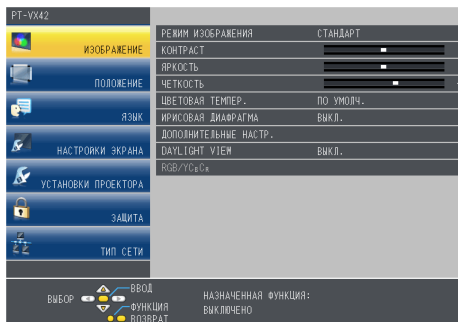 PT-VX42
ИЗОБРАЖЕНИЕ
ПОЛОЖЕНИЕ
ЯЗЫК
НАСТРОЙКИ ЭКРАНА
УСТАНОВКИ ПРОЕКТОРА
ЗАЩИТА
ТИП СЕТИ
РЕЖИМ ИЗОБРАЖЕНИЯ СТАНДАРТ
КОНТРАСТ
ЯРКОСТЬ
ЧЕТКОСТЬ
ЦВЕТОВАЯ ТЕМПЕР. ПО УМОЛЧ.
ИРИСОВАЯ ДИАФРАГМА ВЫКЛ.
ДОПОЛНИТЕЛЬНЫЕ НАСТР.
DAYLIGHT VIEW ВЫКЛ.
RGB/YCBCR
ВЫБОР
ВВОД
ФУНКЦИЯ
ВОЗВРАТ
НАЗНАЧЕННАЯ ФУНКЦИЯ:
ВЫКЛЮЧЕНО